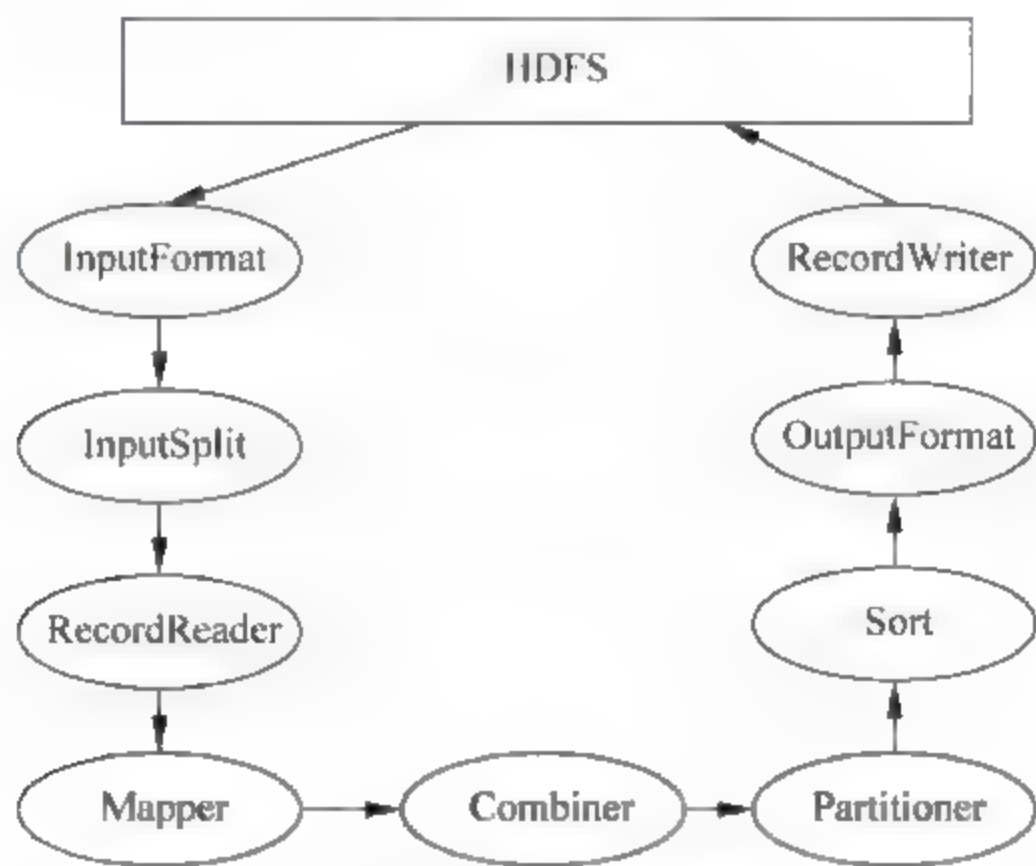 HDFS
InputFormat
RecordWriter
InputSplit
OutputFormat
RecordReader
Sort
Mapper
Combiner
Partitioner